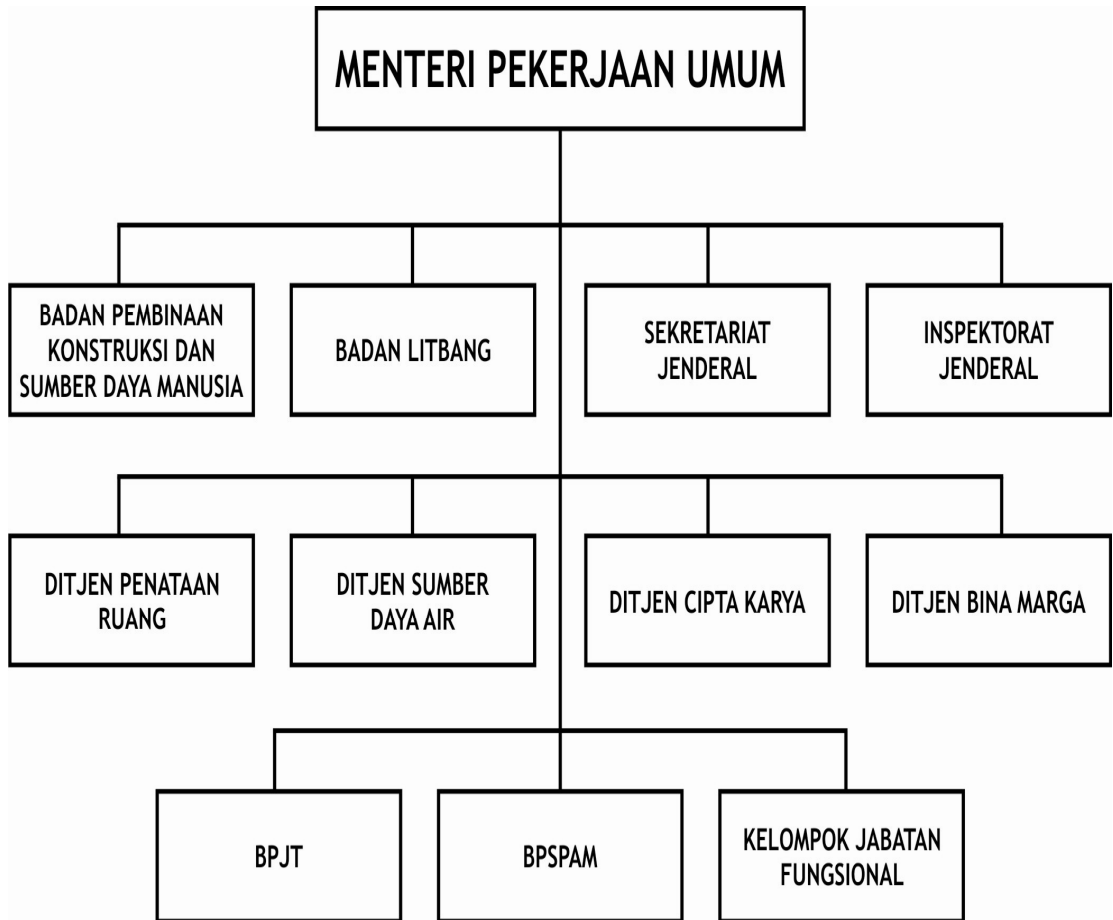 MENTERI PEKERJAAN UMUM
BADAN PEMBINAAN
KONSTRUKSI DAN
SUMBER DAYA MANUSIA
BADAN LITBANG
SEKRETARIAT
JENDERAL
INSPEKTORAT
JENDERAL
DITJEN PENATAAN
RUANG
DITJEN SUMBER
DAYA AIR
DITJEN CIPTA KARYA
DITJEN BINA MARGA
BPJT
BPSPAM
KELOMPOK JABATAN
FUNGSIONAL